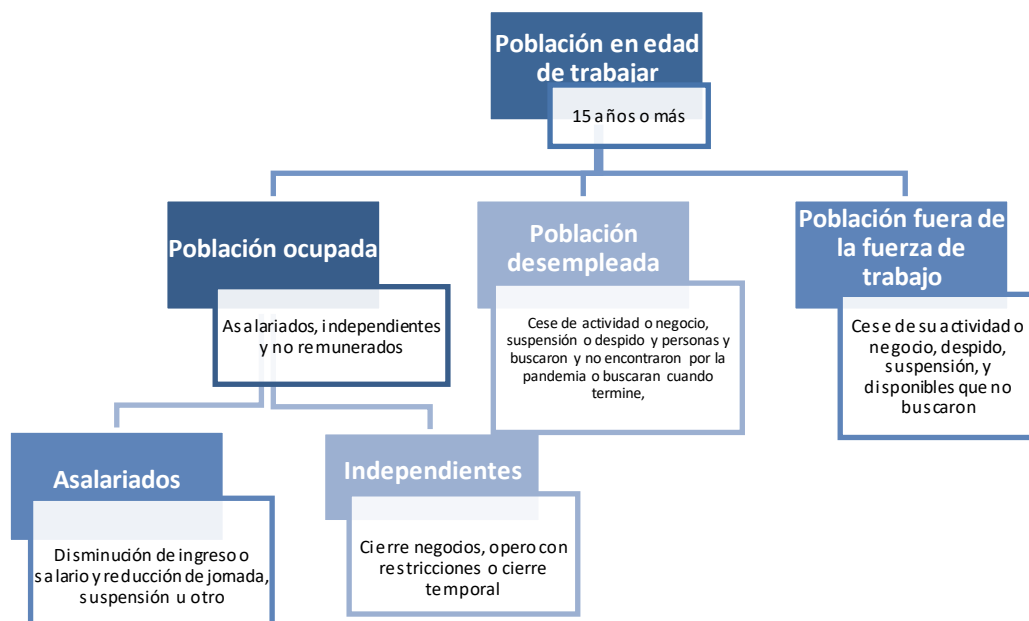 Población en edad
de trabajar
15 años o más
Población ocupada
Asalariados, independientes
y no remunerados
Población
desempleada
Cese de actividad o negocio,
suspensión o despido y personas y
buscaron y no encontraron por la
pandemia o buscaran cuando
termine,
Población fuera de
la fuerza de
trabajo
Cese de su actividad o
negocio, despido,
suspensión, y
disponibles que no
buscaron
Asalariados
Disminución de ingreso o
salario y reducción de jornada,
suspensión u otro
Independientes
Cierre negocios, opero con
restricciones o cierre
temporal